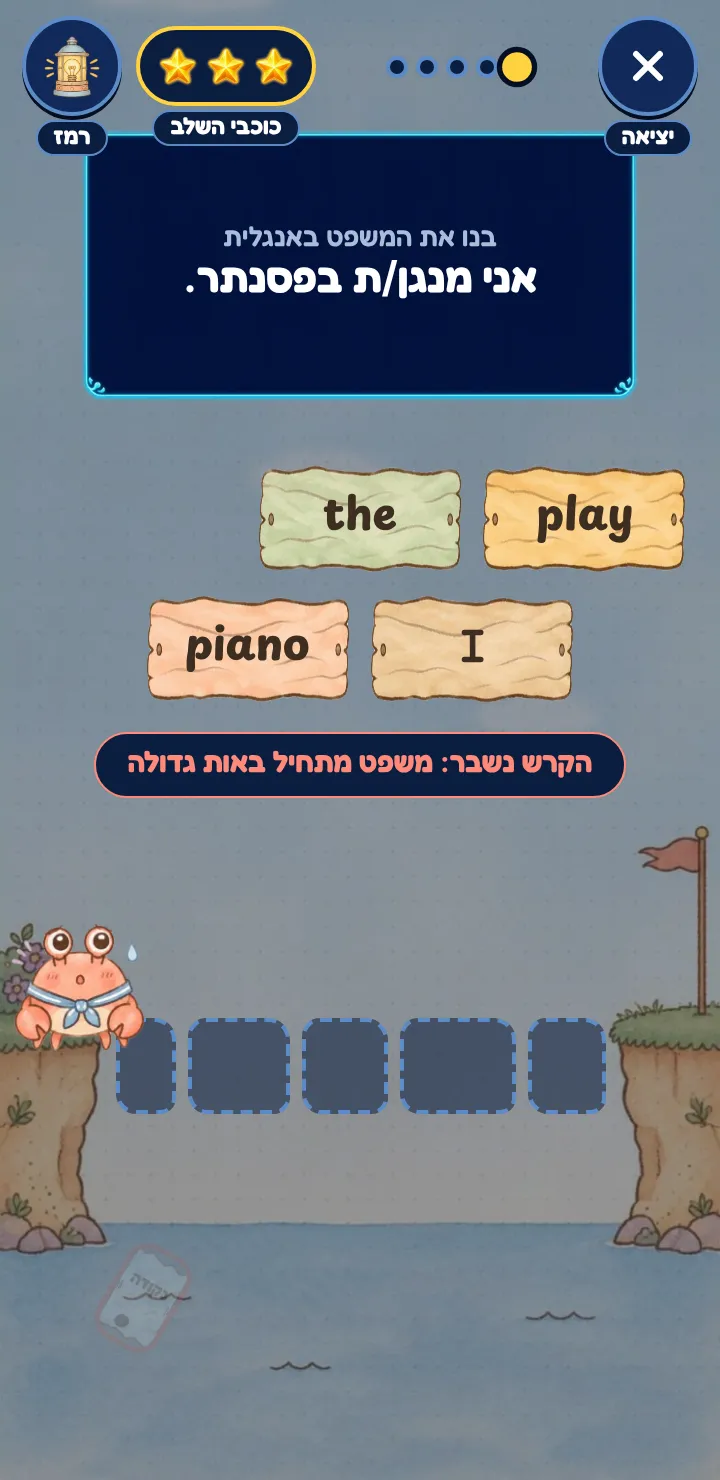 רמז
כוכבי השלב
יציאה
בנו את המשפט באנגלית
אני מנגן/ת בפסנתר.
the play
piano I
הקרש נשבר: משפט מתחיל באות גדולה